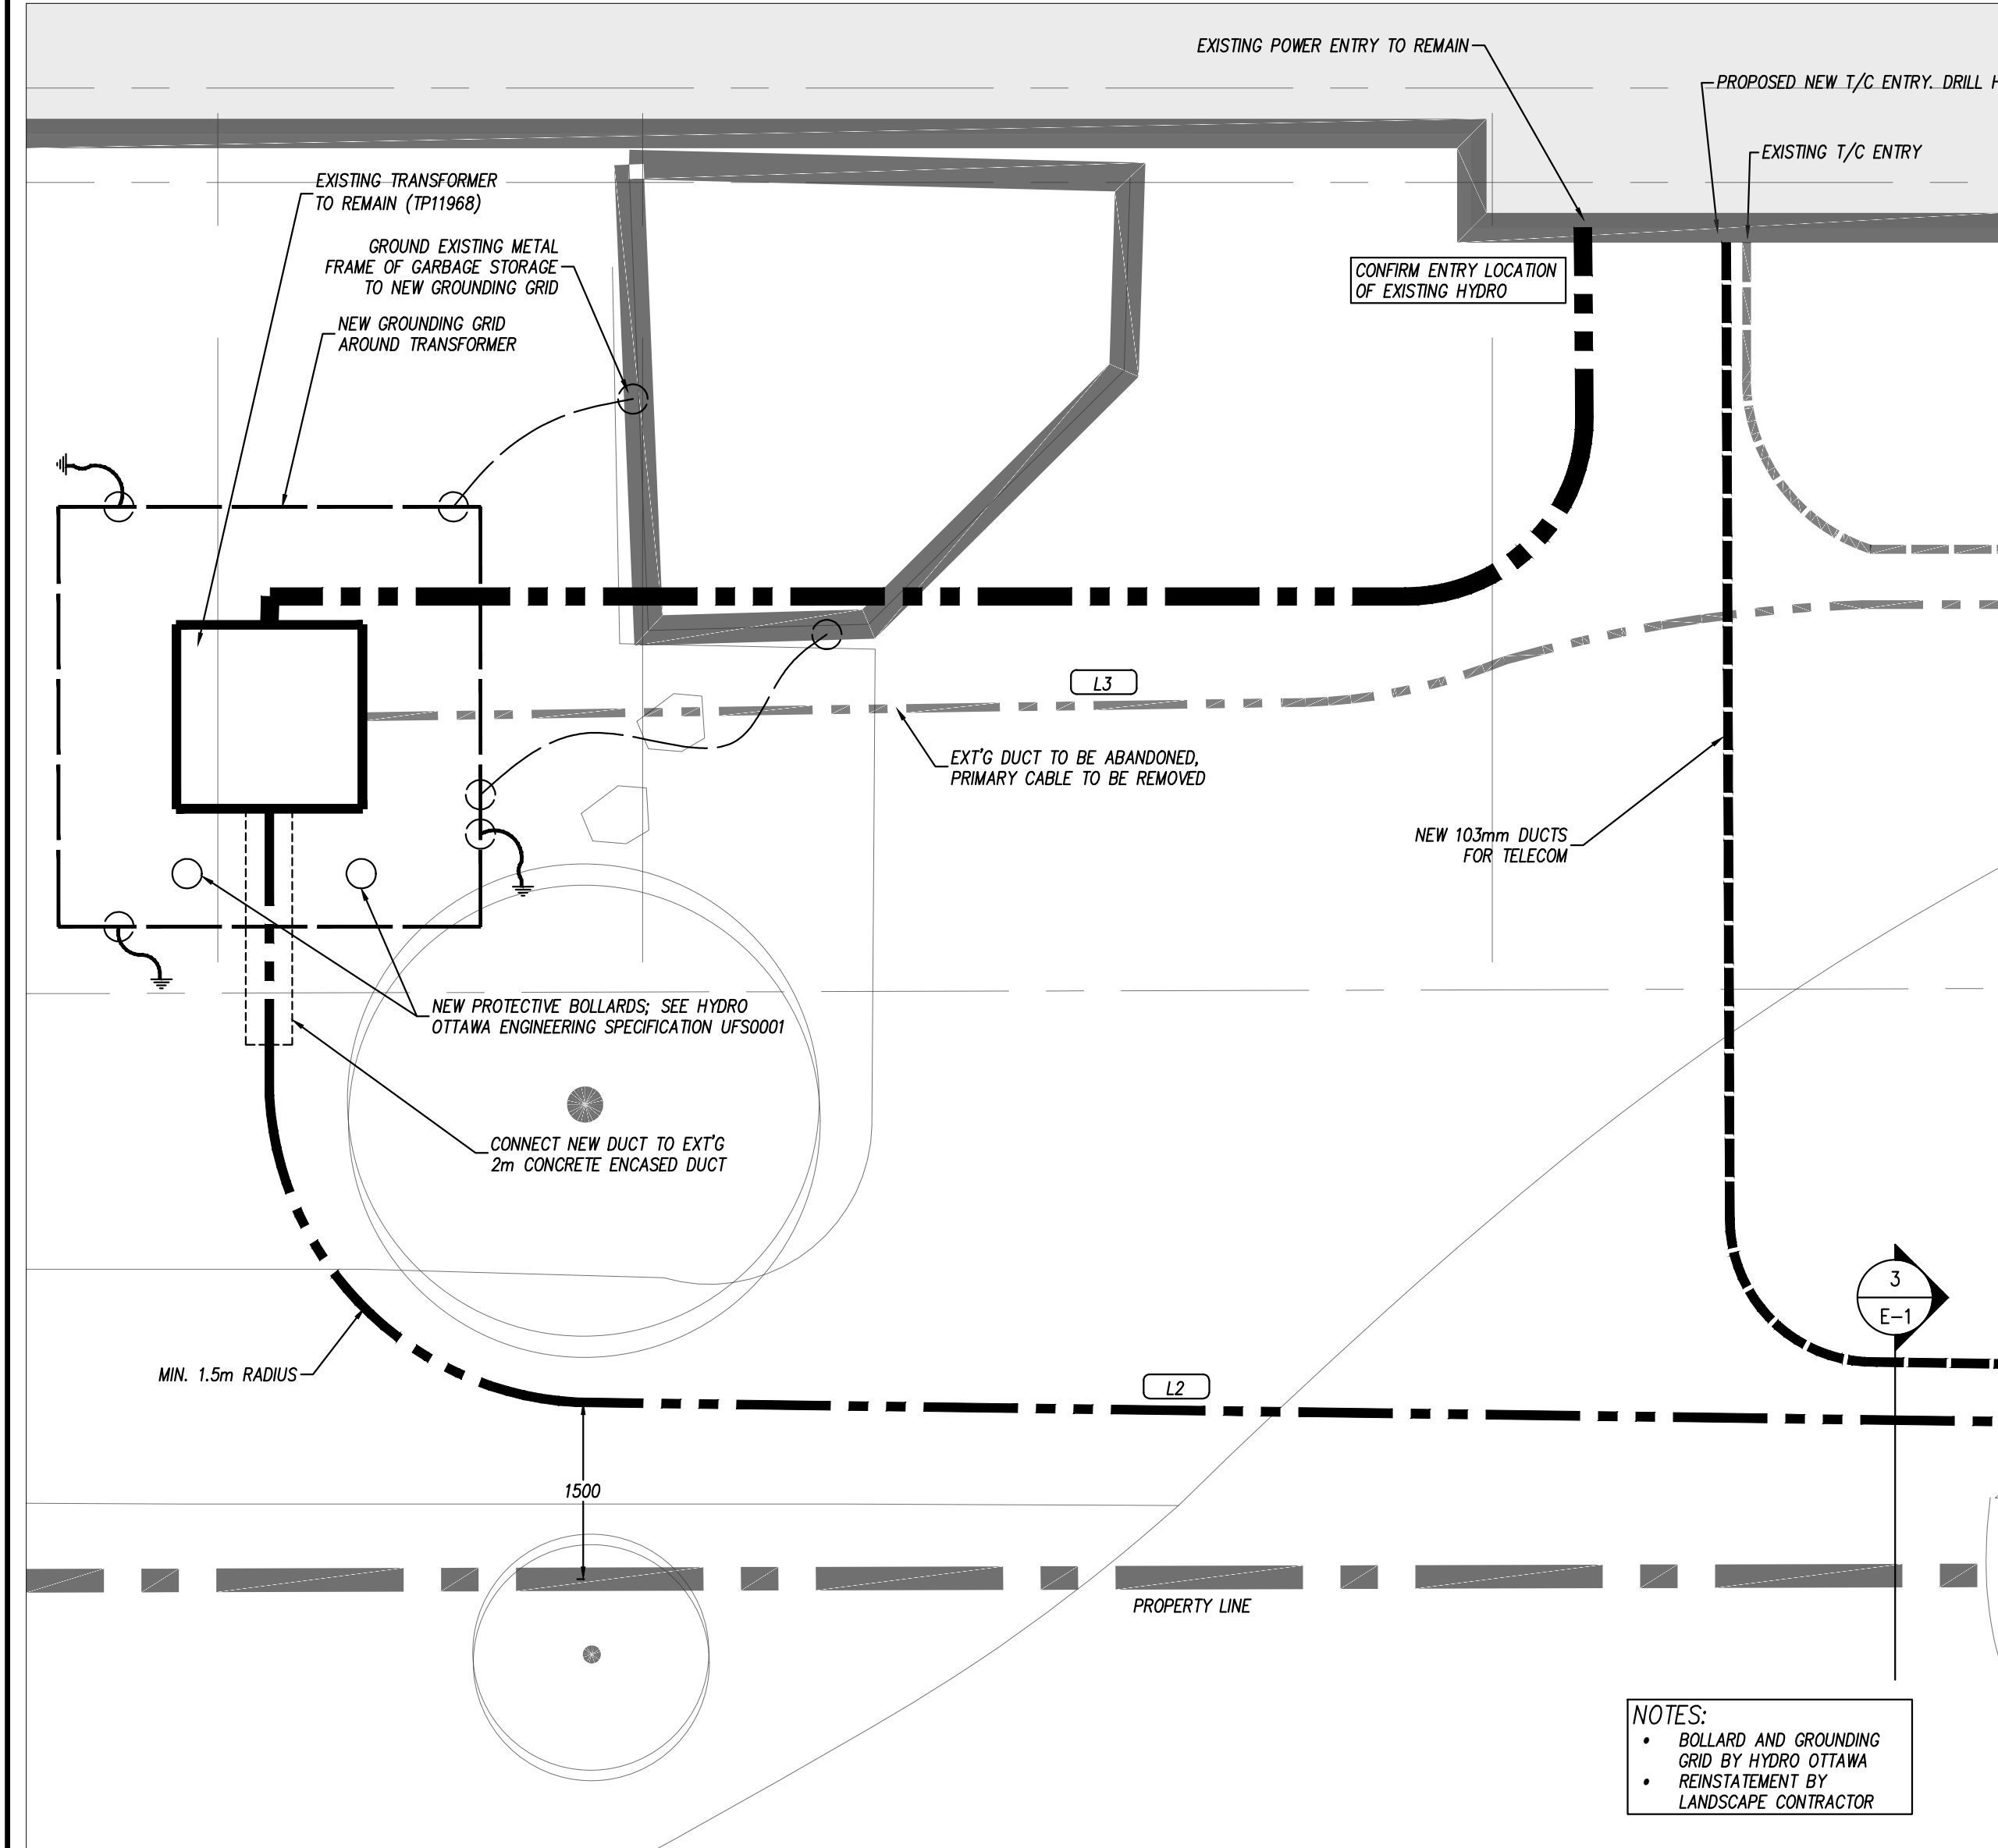 EXISTING POWER ENTRY TO REMAIN
PROPOSED NEW T/C ENTRY. DRILL
EXISTING T/C ENTRY
EXISTING TRANSFORMER
TO REMAIN (TP11968)
GROUND EXISTING METAL
FRAME OF GARBAGE STORAGE
TO NEW GROUNDING GRID
NEW GROUNDING GRID
AROUND TRANSFORMER
CONFIRM ENTRY LOCATION
OF EXISTING HYDRO
L3
EXT'G DUCT TO BE ABANDONED,
PRIMARY CABLE TO BE REMOVED
NEW 103mm DUCTS
FOR TELECOM
NEW PROTECTIVE BOLLARDS; SEE HYDRO
OTTAWA ENGINEERING SPECIFICATION UFS0001
CONNECT NEW DUCT TO EXT'G
2m CONCRETE ENCASED DUCT
3
E-1
MIN. 1.5m RADIUS
L2
1500
PROPERTY LINE
NOTES:
• BOLLARD AND GROUNDING
GRID BY HYDRO OTTAWA
• REINSTATEMENT BY
LANDSCAPE CONTRACTOR